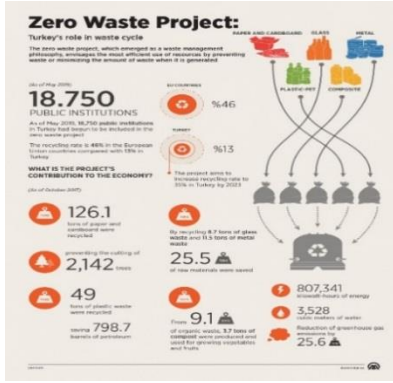 Zero Waste Project:
Turkey's role in waste cycle
The zero waste project, which emerged as a waste management
philosophy, envisages the most efficient use of resources by preventing
waste or minimizing the amount of waste when it is generated
PAPER AND CARDBOARD
GLASS
METAL
PLASTIC-PET
COMPOSITE
(As of May 2019)
18.750
PUBLIC INSTITUTIONS
As of May 2019, 18,750 public institutions
in Turkey had begun to be included in the
zero waste project
The recycling rate is 46% in the European
Union countries compared with 13% in
Turkey
EU COUNTRIES
%46
TURKEY
%13
The project aims to
increase recycling rate to
35% in Turkey by 2023
WHAT IS THE PROJECT'S
CONTRIBUTION TO THE ECONOMY?
(As of October 2017)
126.1
tons of paper and
cardboard were
recycled
preventing the cutting of
2,142 trees
49
tons of plastic waste
were recycled
798.7
barrels of petroleum
By recycling 8.7 tons of glass
waste and 11.5 tons of metal
waste
25.5
of raw materials were saved
From 9.1
of organic waste, 3.7 tons of
compost were produced and
used for growing vegetables
and fruits
807,341
kilowatt-hours of energy
3,528
cubic meters of water
Reduction of greenhouse gas
emissions by
25.6